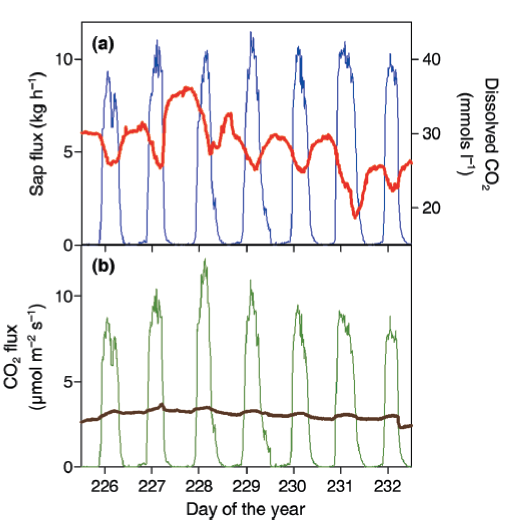 (a)
10
5
0
Sap flux (kg h⁻¹)
40
30
20
Dissolved CO₂
(mmols l⁻¹)
(b)
10
5
0
CO₂ flux
(µmol m⁻² s⁻¹)
226 227 228 229 230 231 232
Day of the year